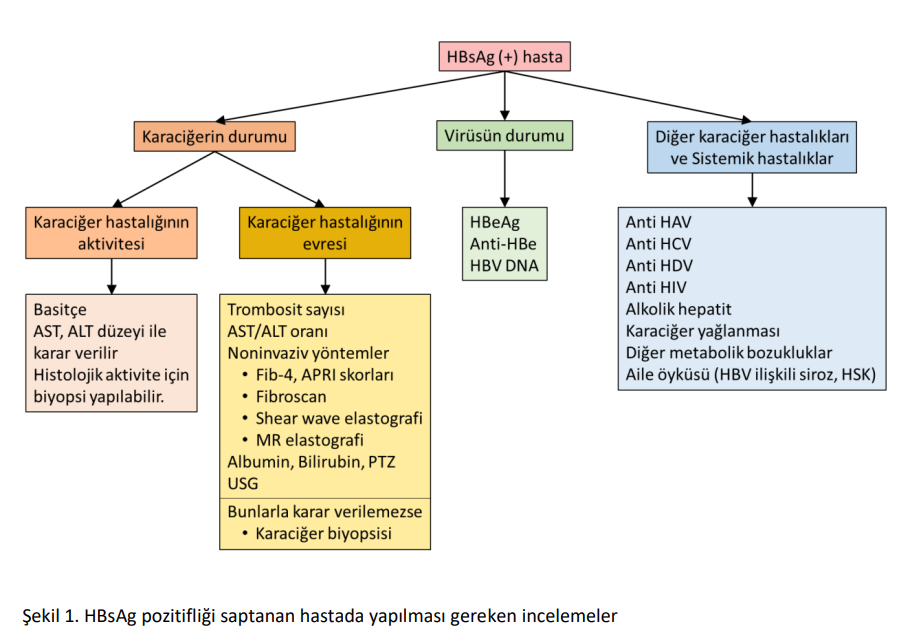 HBsAg (+) hasta
Karaciğerin durumu
Virüsün durumu
Diğer karaciğer hastalıkları
ve Sistemik hastalıklar
Karaciğer hastalığının
aktivitesi
Karaciğer hastalığının
evresi
HBeAg
Anti-HBe
HBV DNA
Anti HAV
Anti HCV
Anti HDV
Anti HIV
Alkolik hepatit
Karaciğer yağlanması
Diğer metabolik bozukluklar
Aile öyküsü (HBV ilişkili siroz, HSK)
Basitçe
AST, ALT düzeyi ile
karar verilir
Histolojik aktivite için
biyopsi yapılabilir.
Trombosit sayısı
AST/ALT oranı
Noninvaziv yöntemler
• Fib-4, APRI skorları
• Fibroscan
• Shear wave elastografi
• MR elastografi
Albumin, Bilirubin, PTZ
USG
Bunlarla karar verilemezse
• Karaciğer biyopsisi
Şekil 1. HBsAg pozitifliği saptanan hastada yapılması gereken incelemeler